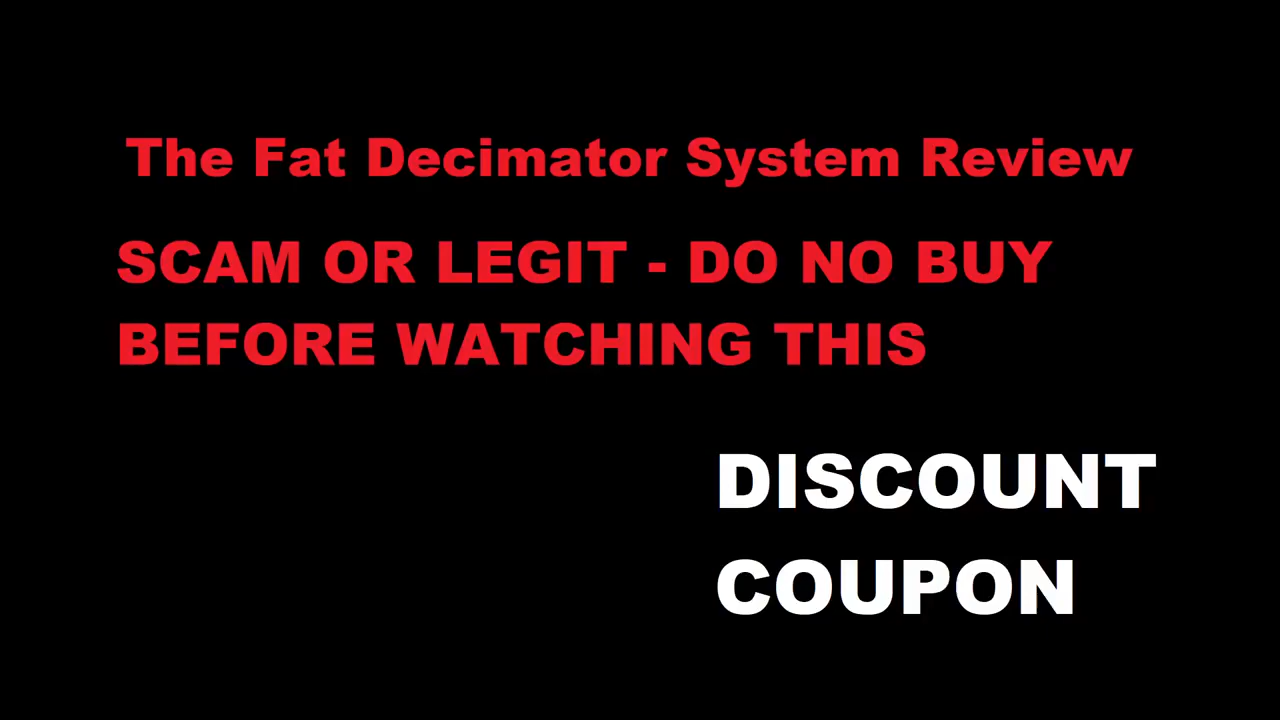 The Fat Decimator System Review
SCAM OR LEGIT - DO NO BUY
BEFORE WATCHING THIS
DISCOUNT
COUPON